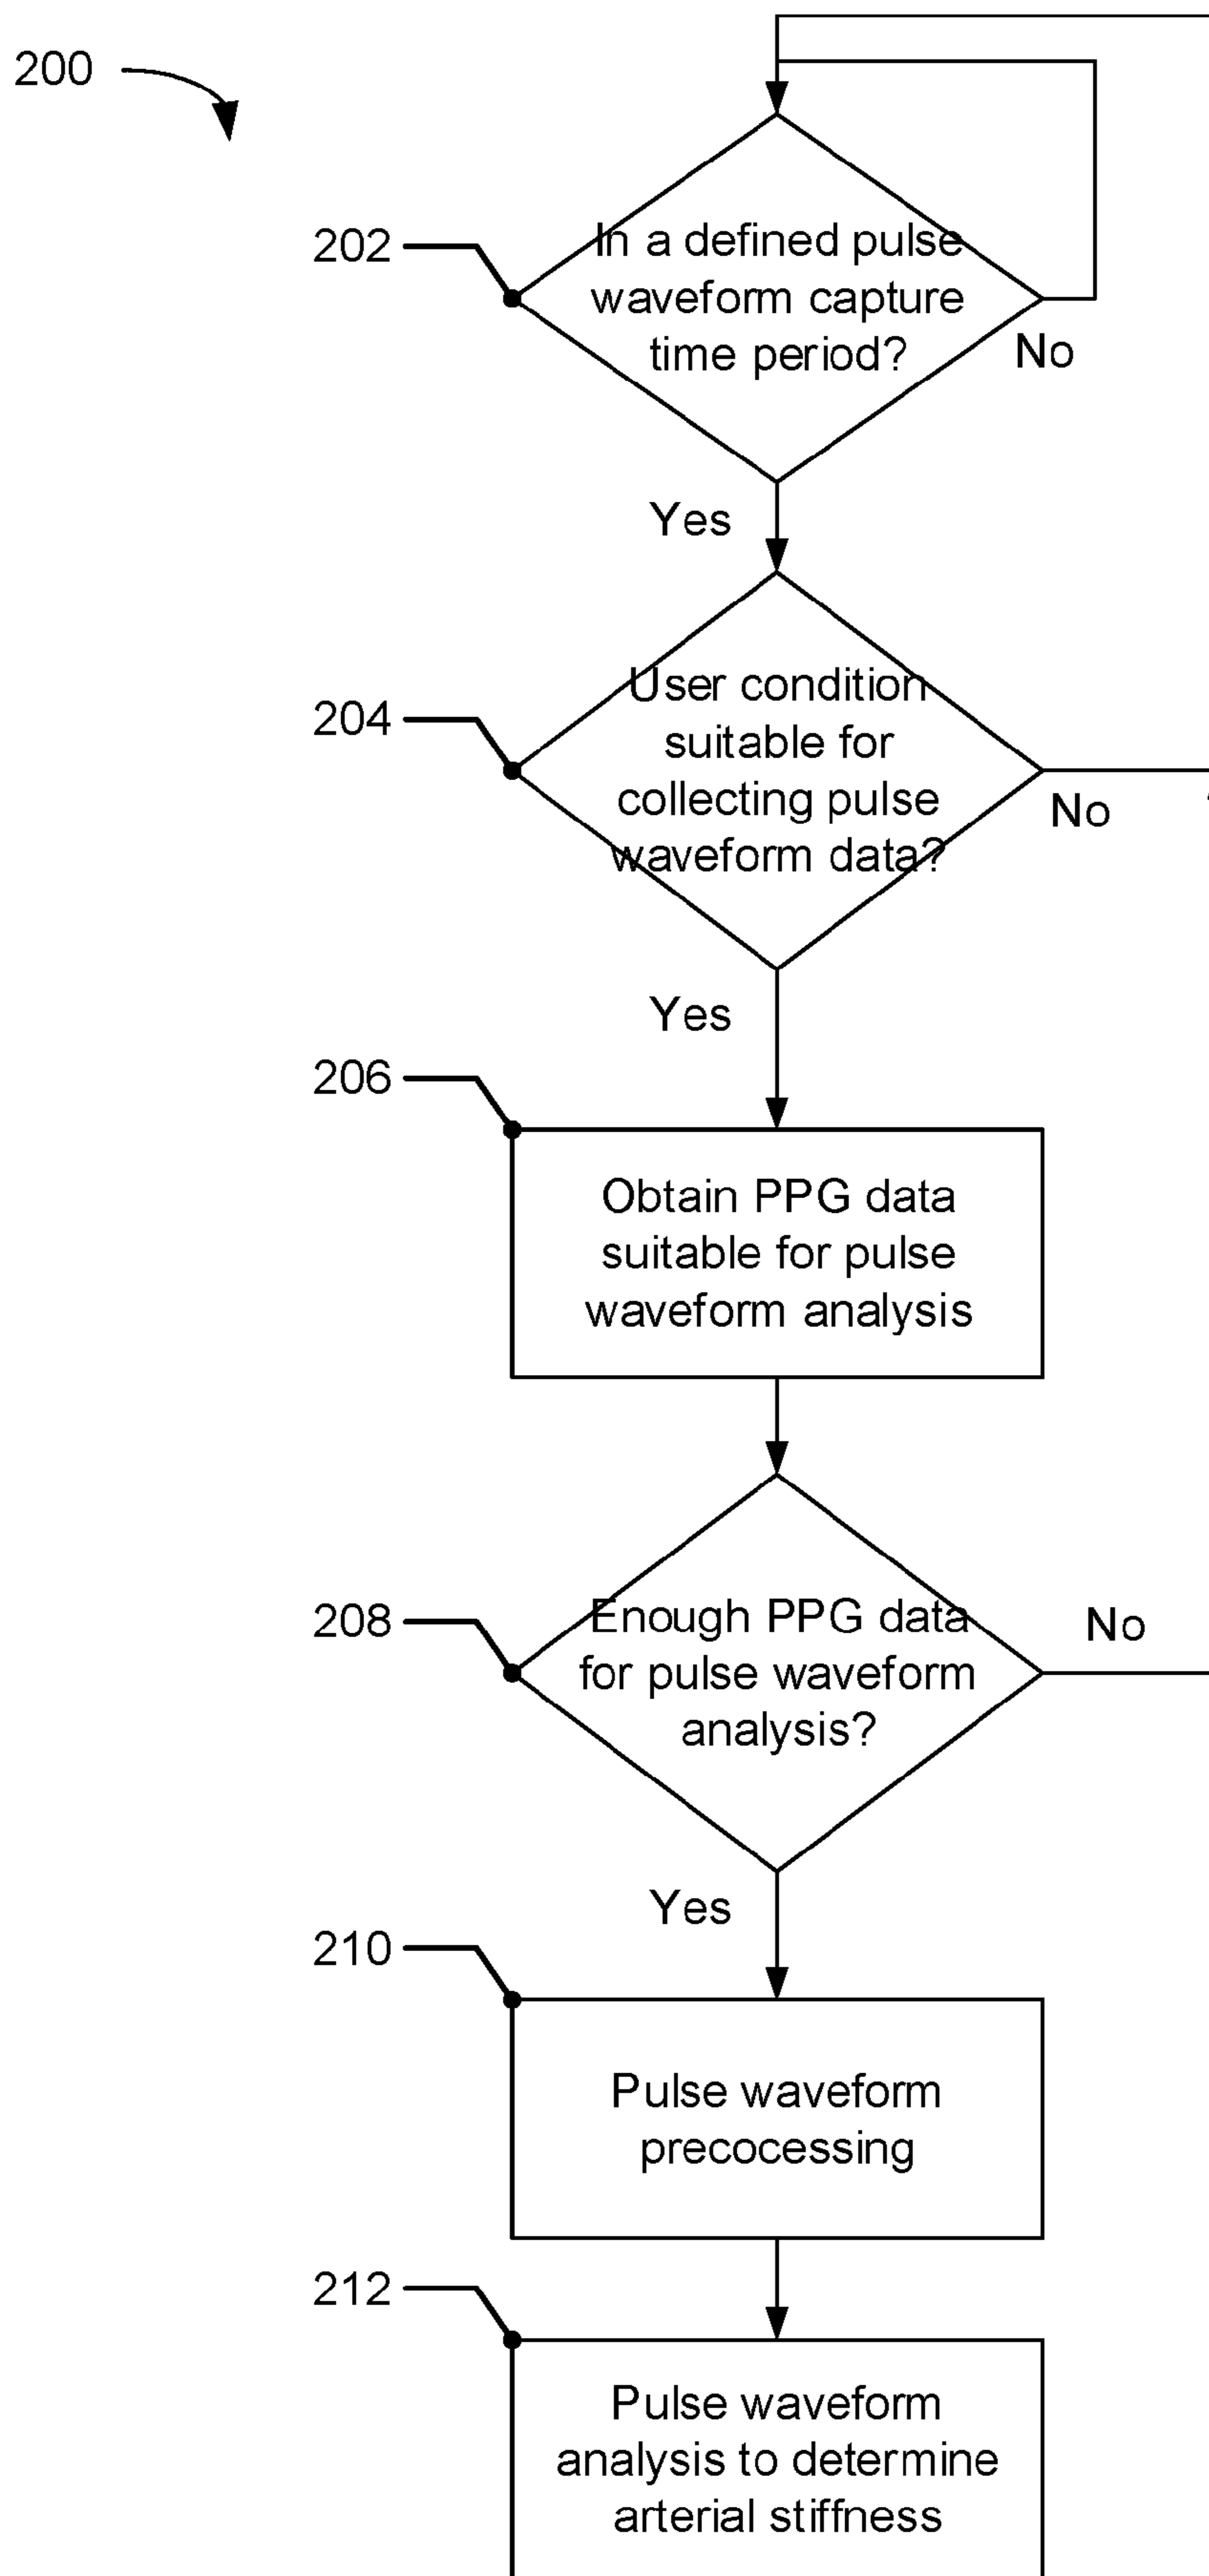 200
202
In a defined pulse
waveform capture
time period?
No
Yes
204
User condition
suitable for
collecting pulse
waveform data?
No
Yes
206
Obtain PPG data
suitable for pulse
waveform analysis
208
Enough PPG data
for pulse waveform
analysis?
No
Yes
210
Pulse waveform
precocessing
212
Pulse waveform
analysis to determine
arterial stiffness